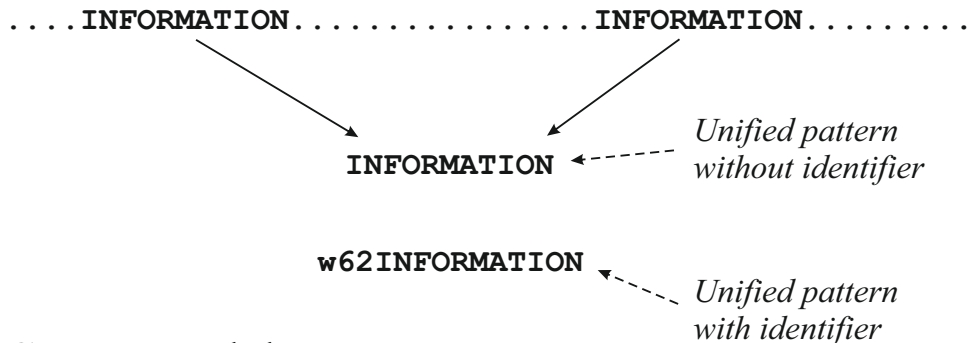 ....INFORMATION................INFORMATION.........
Unified pattern
without identifier
INFORMATION
w62INFORMATION
Unified pattern
with identifier